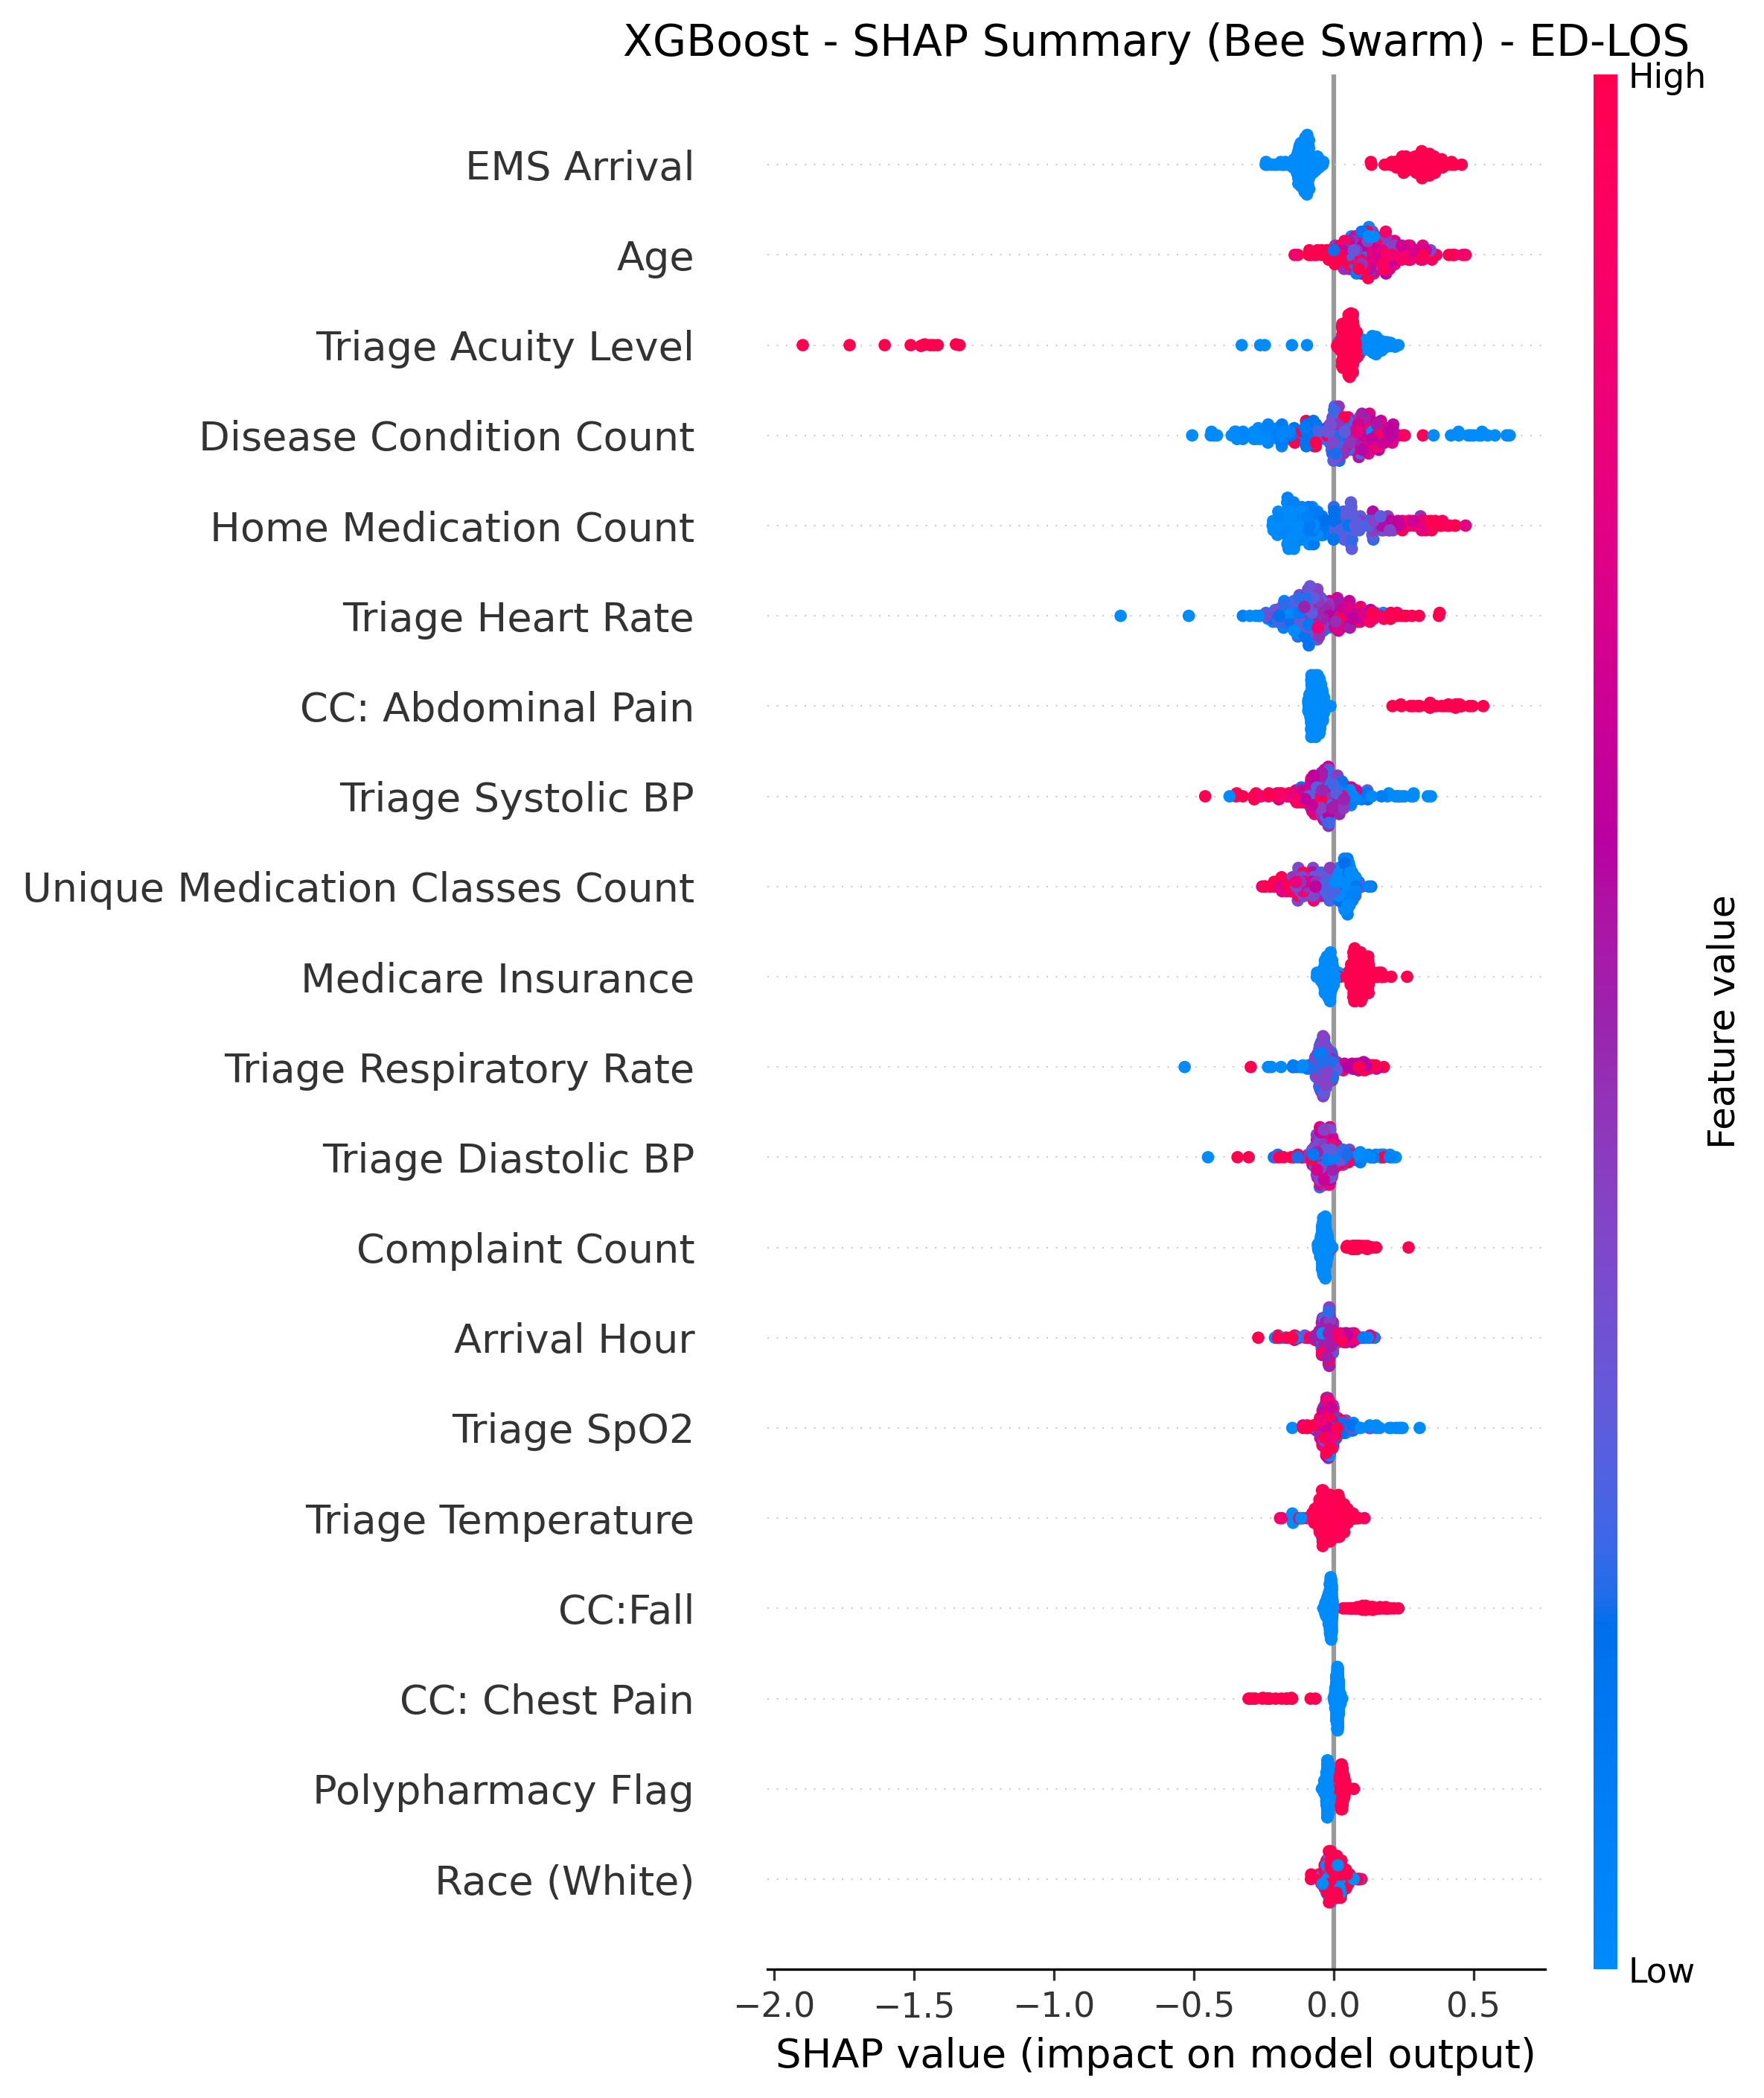 XGBoost - SHAP Summary (Bee Swarm) - ED-LOS
High
EMS Arrival
Age
Triage Acuity Level
Disease Condition Count
Home Medication Count
Triage Heart Rate
CC: Abdominal Pain
Triage Systolic BP
Unique Medication Classes Count
Medicare Insurance
Triage Respiratory Rate
Triage Diastolic BP
Complaint Count
Arrival Hour
Triage SpO2
Triage Temperature
CC:Fall
CC: Chest Pain
Polypharmacy Flag
Race (White)
Feature value
Low
−2.0 −1.5 −1.0 −0.5 0.0 0.5
SHAP value (impact on model output)